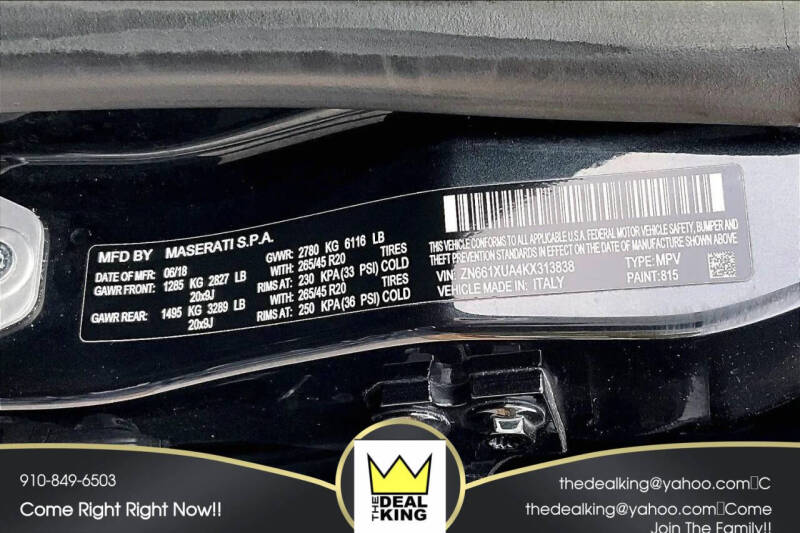 MFD BY MASERATI S.P.A.
DATE OF MFD: 06/18 GVWR: 2780 KG 6116 LB
GAWR FRONT: 1285 KG 2827 LB WITH: 265/45 R20 TIRES
20x9J RIMS AT: 230 KPA(33 PSI) COLD
GAWR REAR: 1495 KG 3289 LB WITH: 265/45 R20 TIRES
20x9J RIMS AT: 250 KPA(36 PSI) COLD
THIS VEHICLE CONFORMS TO ALL APPLICABLE U.S.A. FEDERAL MOTOR VEHICLE SAFETY, BUMPER AND
THEFT PREVENTION STANDARDS IN EFFECT ON THE DATE OF MANUFACTURE SHOWN ABOVE.
VIN: ZN661XUA4KX313838 TYPE: MPV
VEHICLE MADE IN: ITALY PAINT: 815
910-849-6503
Come Right Right Now!!
THE DEAL KING
thedealking@yahoo.com□C
thedealking@yahoo.com□Come
Join The Family!!